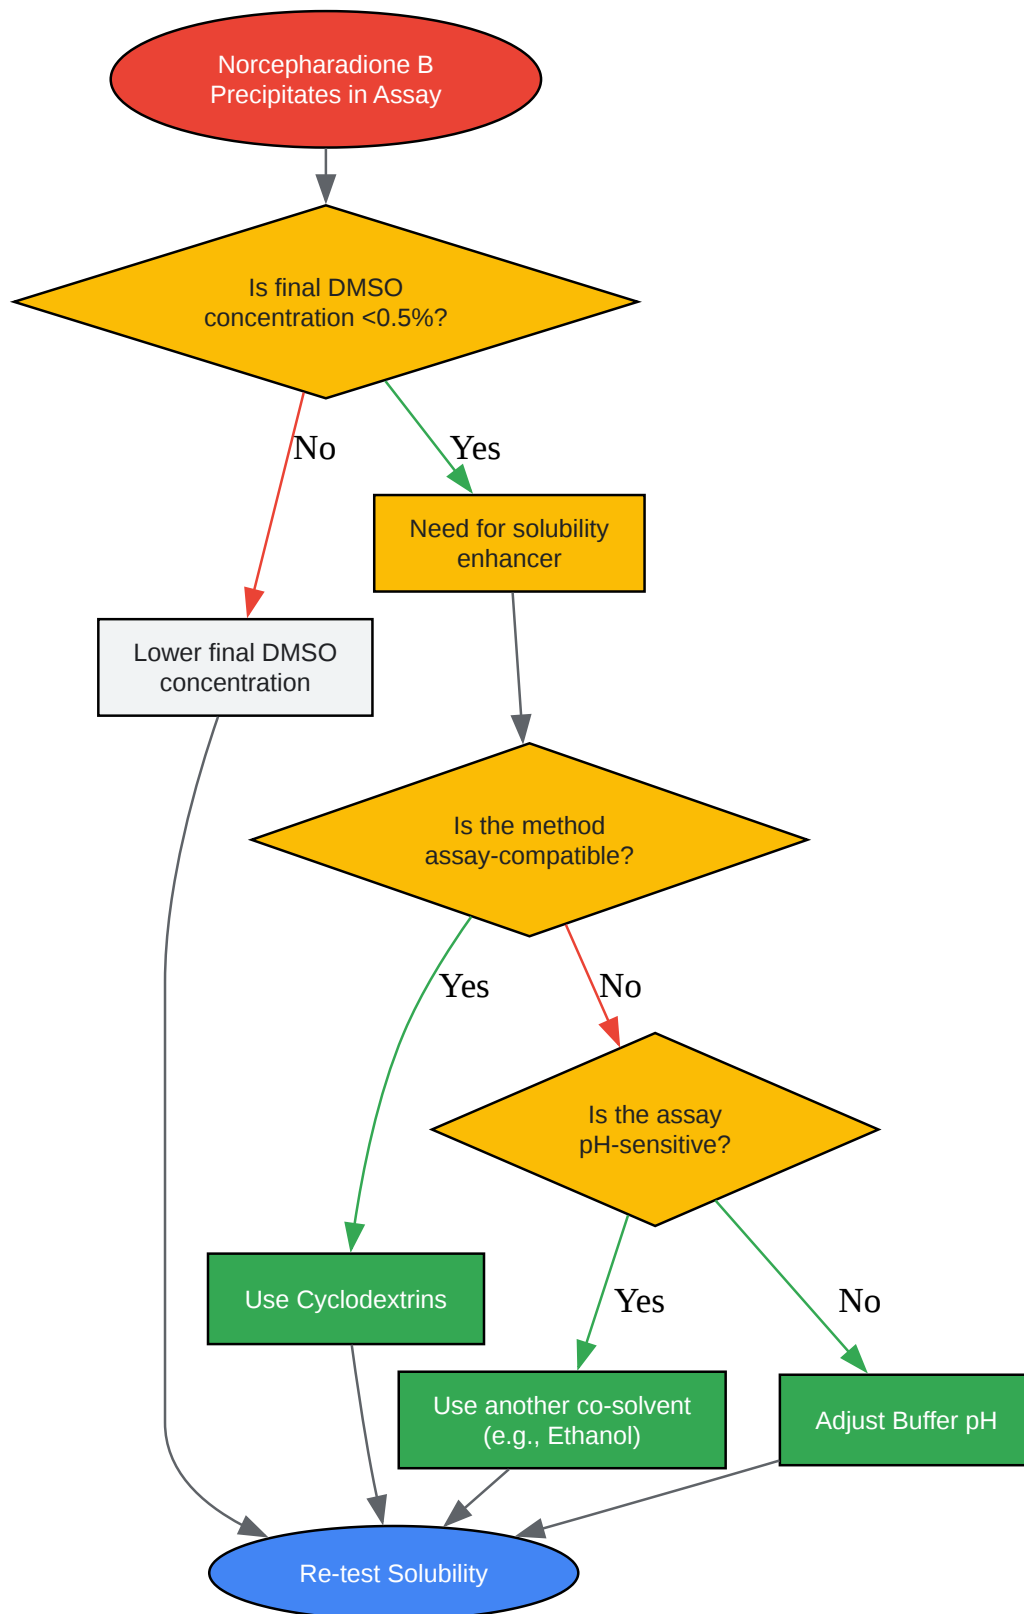 Norcepharadione B
Precipitates in Assay
Is final DMSO
concentration <0.5%?
No
Yes
Need for solubility
enhancer
Lower final DMSO
concentration
Is the method
assay-compatible?
Yes
No
Is the assay
pH-sensitive?
Use Cyclodextrins
Yes
No
Use another co-solvent
(e.g., Ethanol)
Adjust Buffer pH
Re-test Solubility